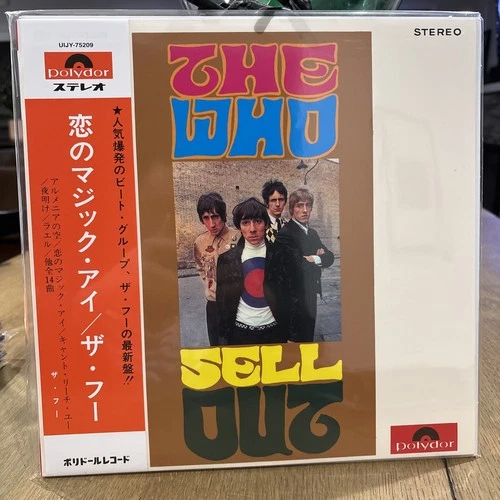 UIJY-75209
Polydor
ステレオ
★人気爆発のビート・グループ、ザ・フーの最新盤!!
恋のマジック・アイ/ザ・フー
アルメニアの空/恋のマジック・アイ/キャント・リーチ・ユー
/夜明け/ラエル/他全14曲
ザ・フー
ポリドールレコード
THE
WHO
SELL
OUT
STEREO
Polydor